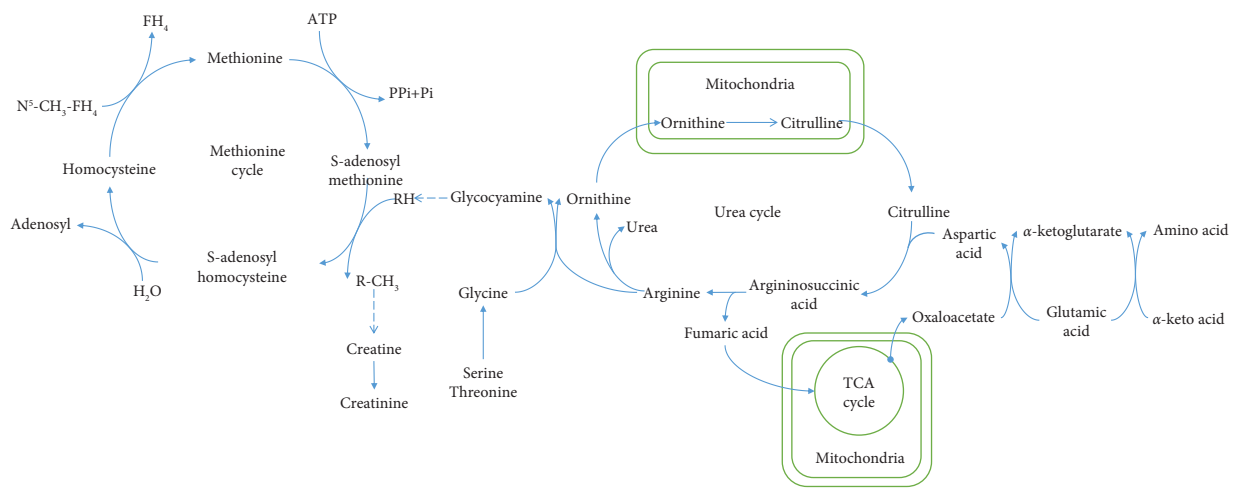 FH₄
ATP
Methionine
N⁵-CH₃-FH₄
PPi+Pi
Homocysteine
Methionine
cycle
S-adenosyl
methionine
RH
Adenosyl
S-adenosyl
homocysteine
H₂O
R-CH₃
Creatine
Creatinine
Glycocyamine
Glycine
Serine
Threonine
Mitochondria
Ornithine
Citrulline
Ornithine
Urea
Urea cycle
Citrulline
Arginine
Argininosuccinic
acid
Fumaric acid
Aspartic
acid
α-ketoglutarate
Amino acid
Oxaloacetate
Glutamic
acid
α-keto acid
TCA
cycle
Mitochondria